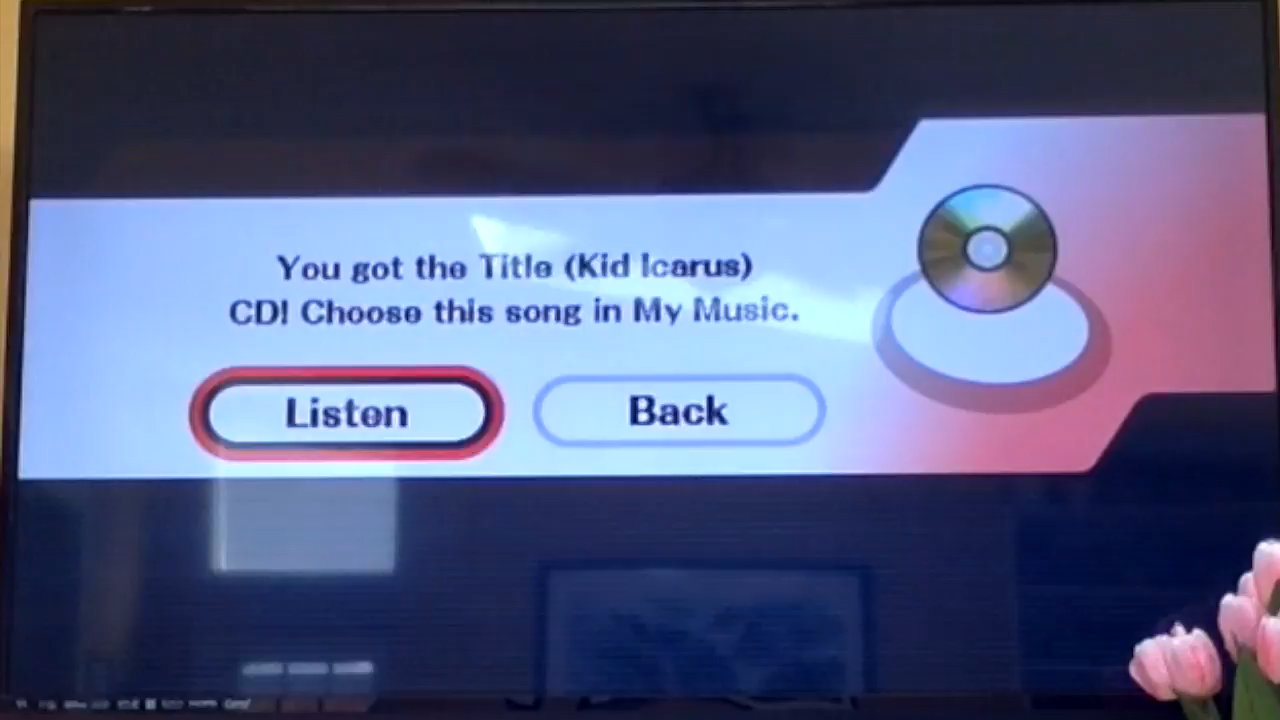 You got the Title (Kid Icarus)
CD! Choose this song in My Music.
Listen
Back